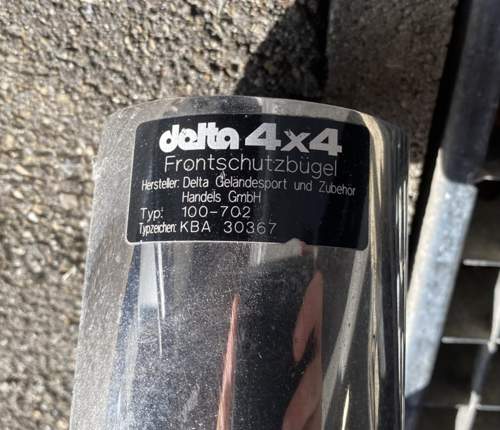 delta 4x4
Frontschutzbügel
Hersteller: Delta Geländesport und Zubehör
Handels GmbH
Typ: 100-702
Typzeichen: KBA 30367